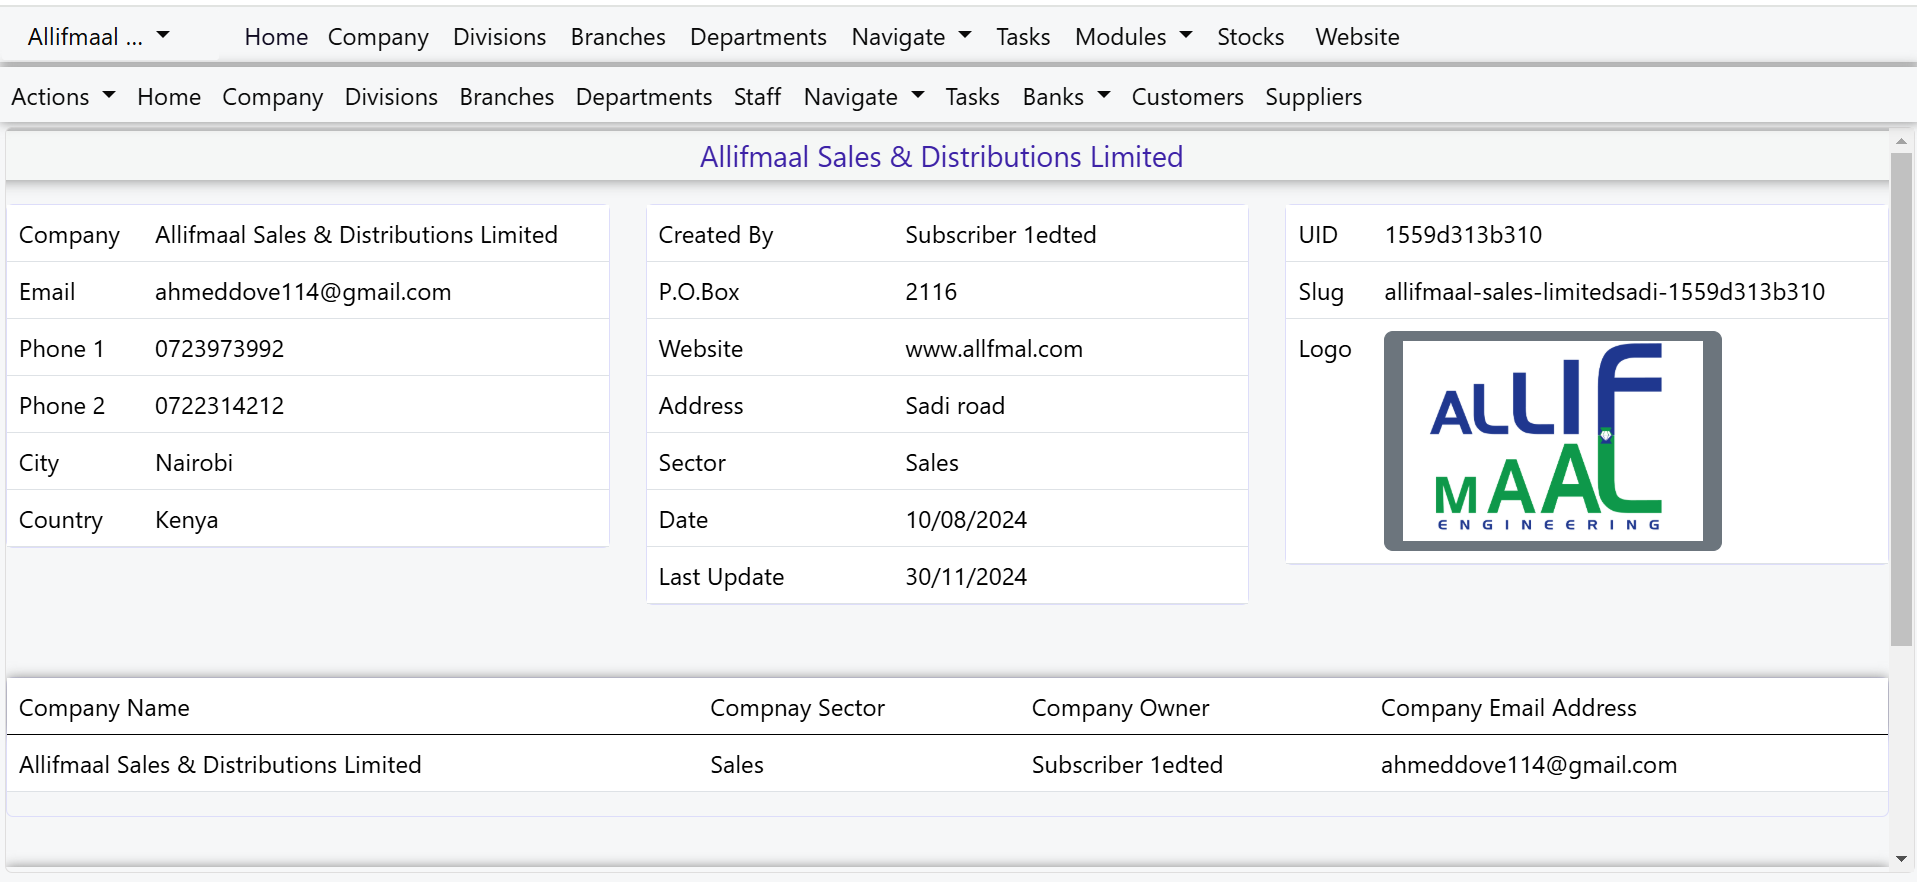 Allifmaal ... Home Company Divisions Branches Departments Navigate Tasks Modules Stocks Website
Actions Home Company Divisions Branches Departments Staff Navigate Tasks Banks Customers Suppliers
Allifmaal Sales & Distributions Limited
Company Allifmaal Sales & Distributions Limited
Email ahmeddove114@gmail.com
Phone 1 0723973992
Phone 2 0722314212
City Nairobi
Country Kenya
Created By Subscriber 1edted
P.O.Box 2116
Website www.allfmal.com
Address Sadi road
Sector Sales
Date 10/08/2024
Last Update 30/11/2024
UID 1559d313b310
Slug allifmaal-sales-limitedsadi-1559d313b310
Logo
ALLIF
MAAL
ENGINEERING
Company Name Compnay Sector Company Owner Company Email Address
Allifmaal Sales & Distributions Limited Sales Subscriber 1edted ahmeddove114@gmail.com